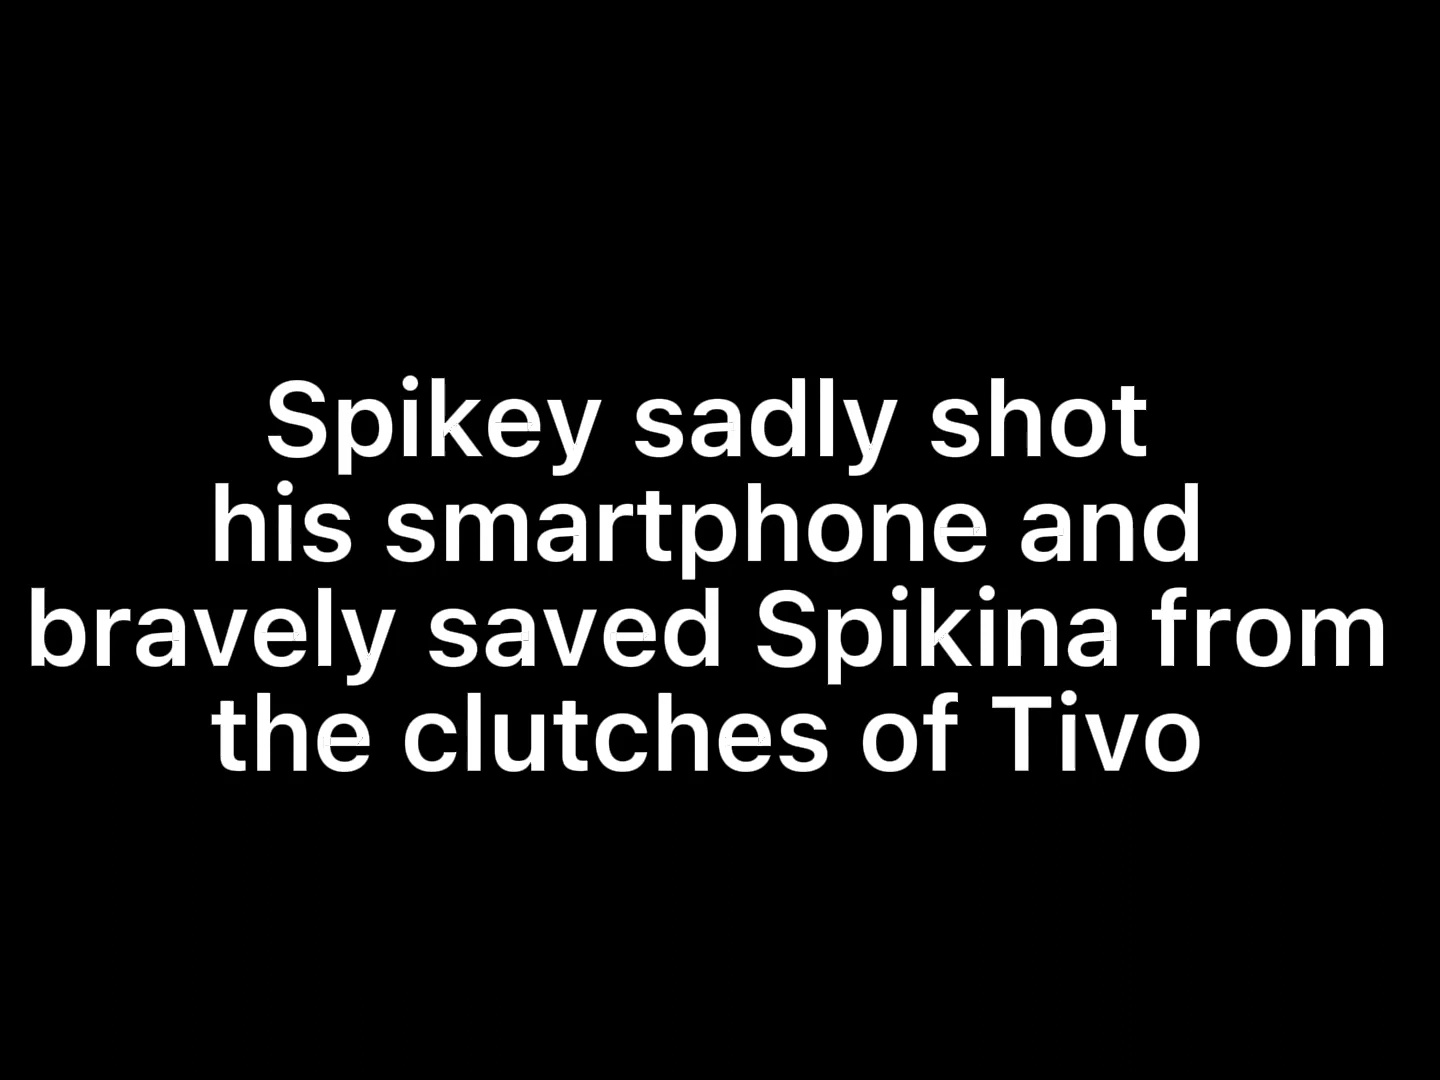 Spikey sadly shot
his smartphone and
bravely saved Spikina from
the clutches of Tivo